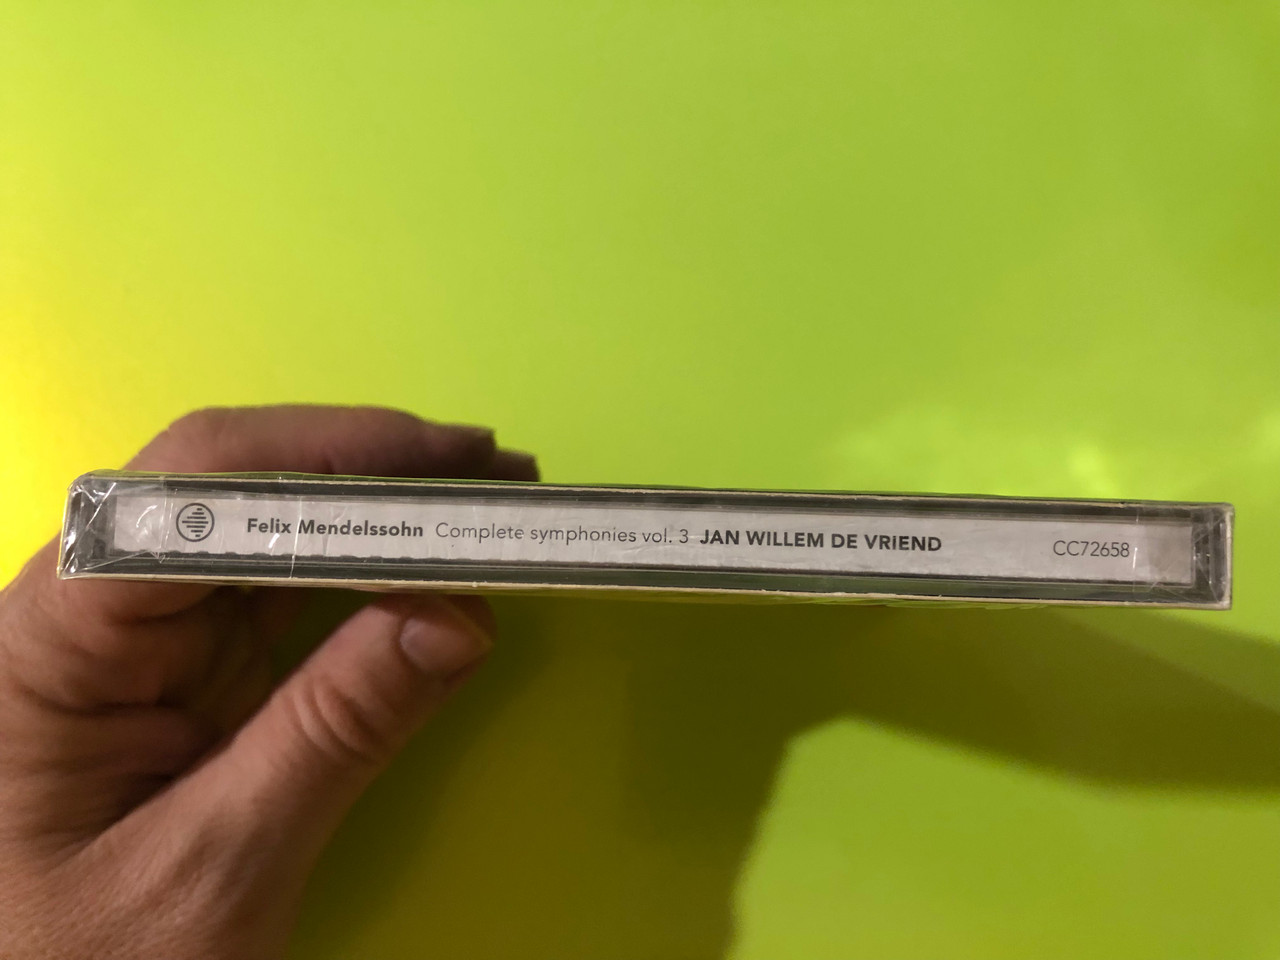 Felix Mendelssohn Complete symphonies vol. 3 JAN WILLEM DE VRIEND CC72658